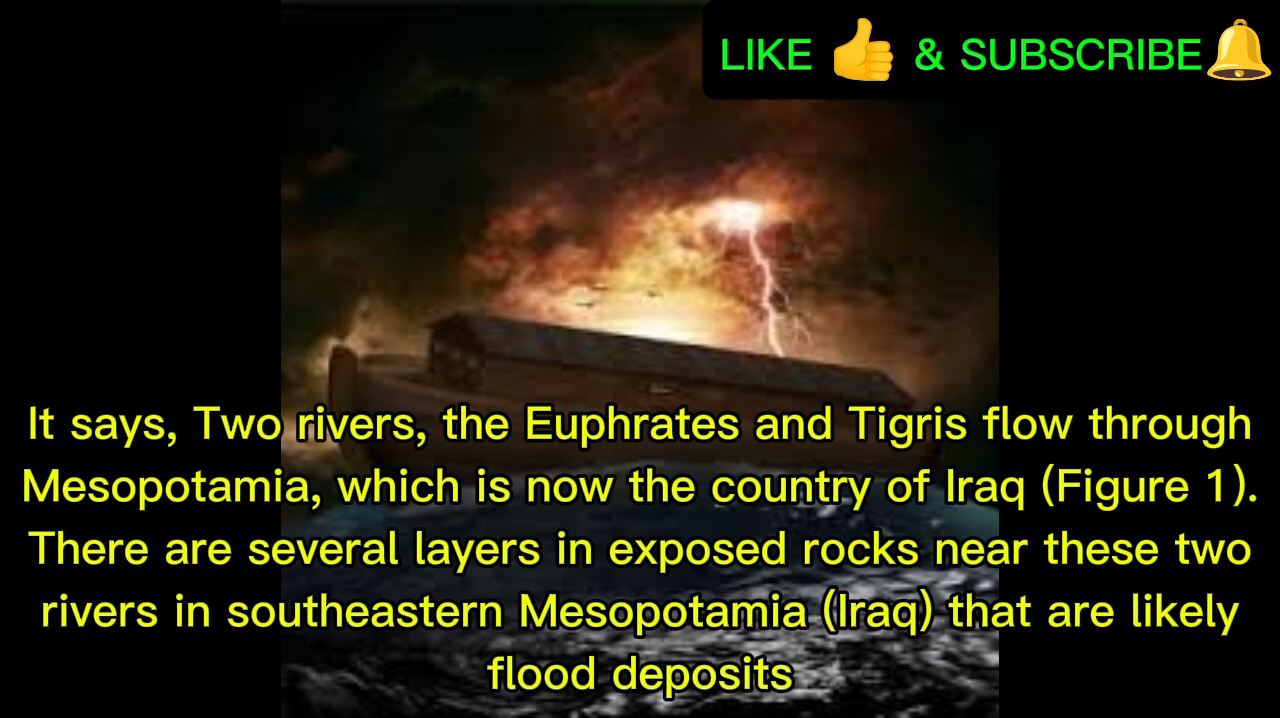 LIKE 👍 & SUBSCRIBE🔔
It says, Two rivers, the Euphrates and Tigris flow through
Mesopotamia, which is now the country of Iraq (Figure 1).
There are several layers in exposed rocks near these two
rivers in southeastern Mesopotamia (Iraq) that are likely
flood deposits